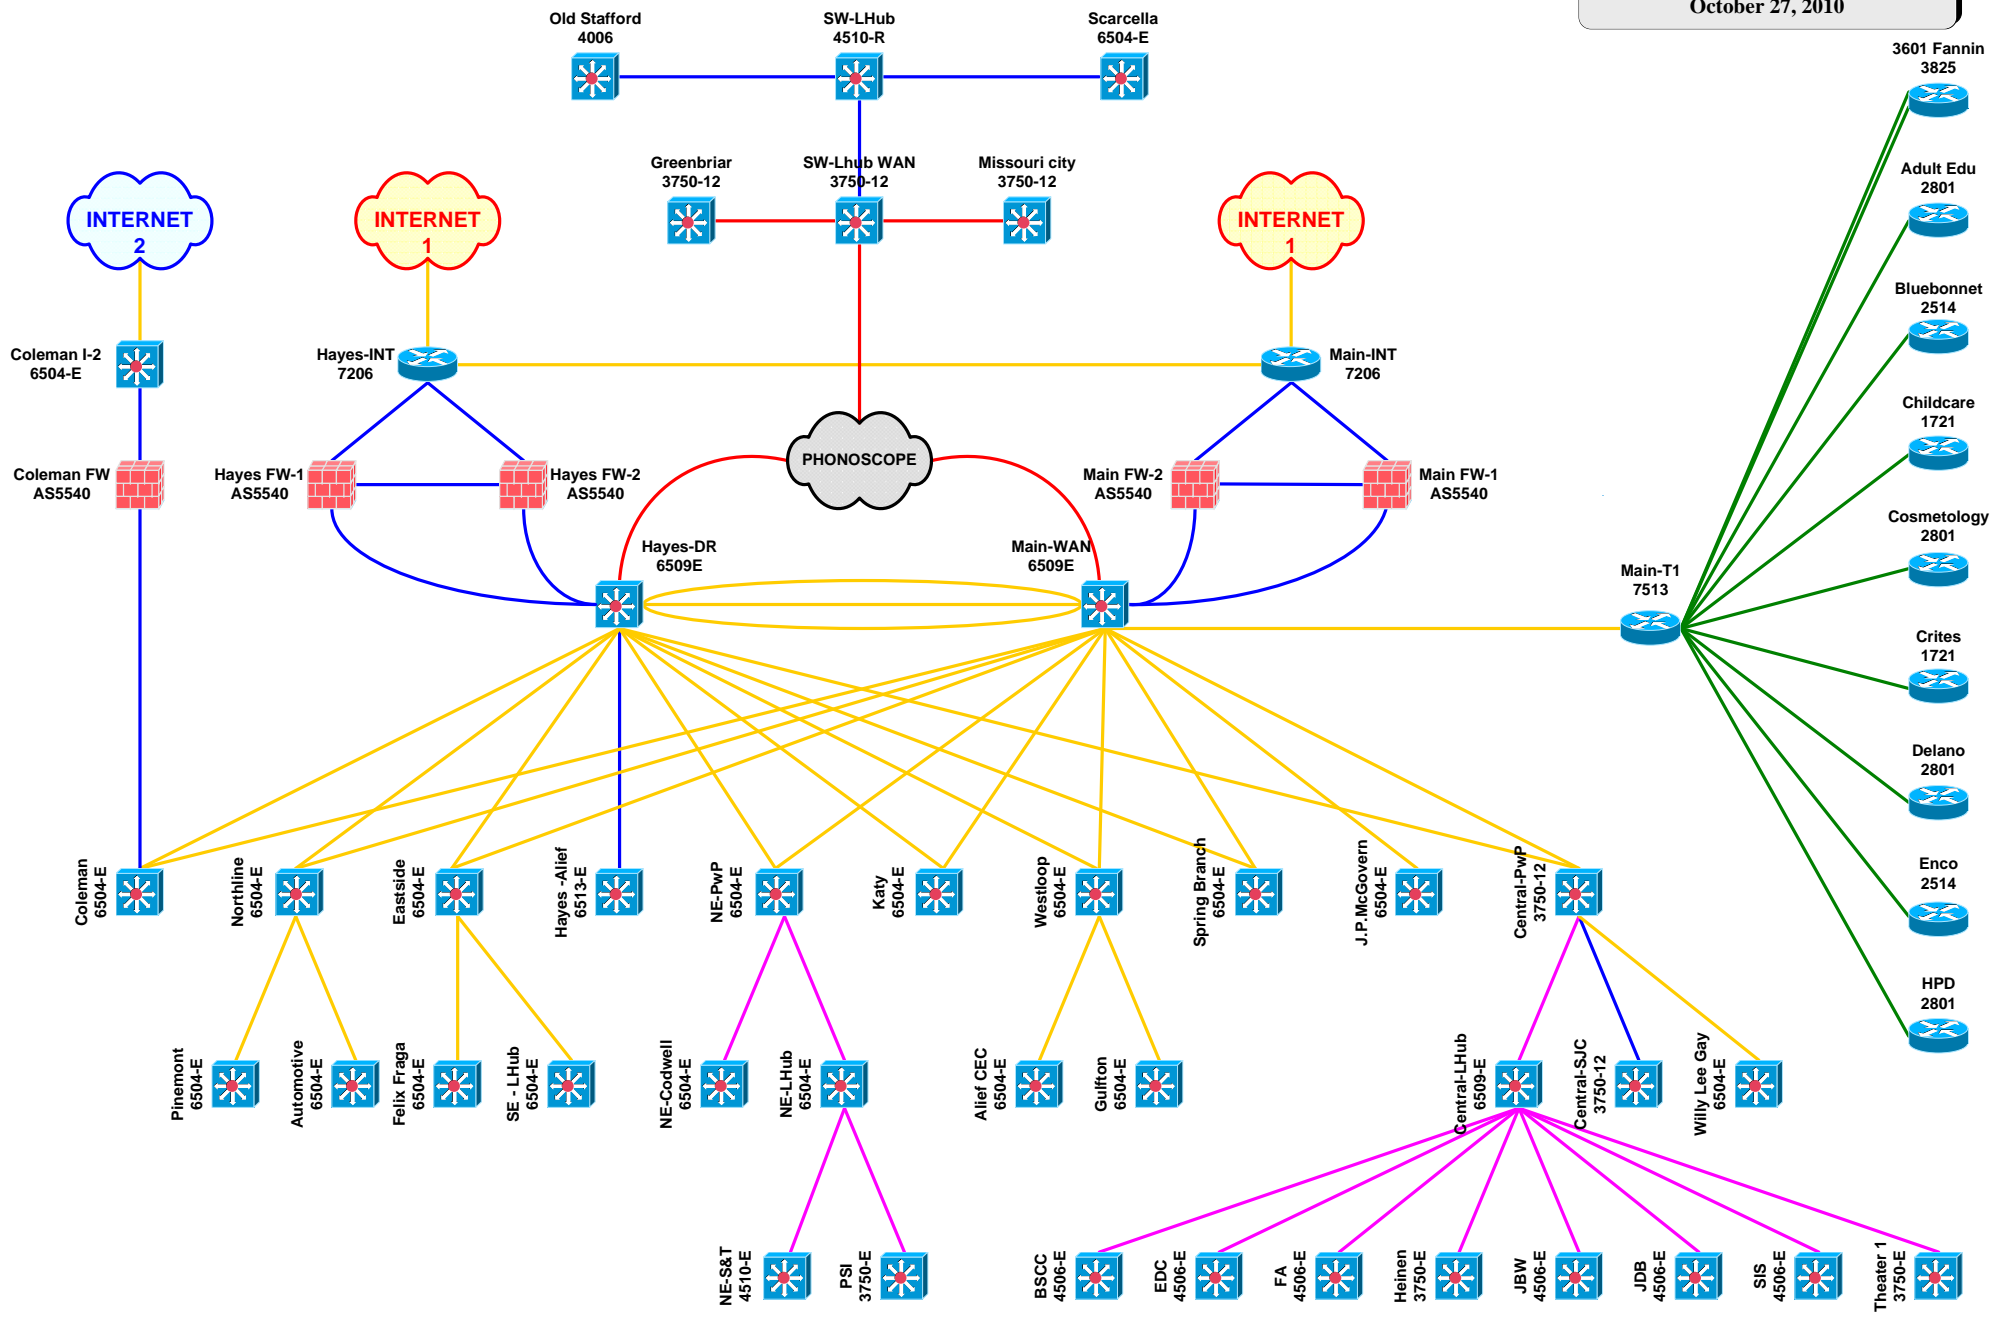 October 27, 2010
Old Stafford
4006
SW-LHub
4510-R
Scarcella
6504-E
3601 Fannin
3825
Greenbriar
3750-12
SW-Lhub WAN
3750-12
Missouri city
3750-12
Adult Edu
2801
INTERNET
2
INTERNET
1
INTERNET
1
Bluebonnet
2514
Coleman I-2
6504-E
Hayes-INT
7206
Main-INT
7206
Childcare
1721
PHONOSCOPE
Coleman FW
AS5540
Hayes FW-1
AS5540
Hayes FW-2
AS5540
Main FW-2
AS5540
Main FW-1
AS5540
Cosmetology
2801
Hayes-DR
6509E
Main-WAN
6509E
Main-T1
7513
Crites
1721
Delano
2801
Coleman
6504-E
Northline
6504-E
Eastside
6504-E
Hayes -Alief
6513-E
NE-PwP
6504-E
Katy
6504-E
Westloop
6504-E
Spring Branch
6504-E
J.P.McGovern
6504-E
Central-PwP
3750-12
Enco
2514
HPD
2801
Pinemont
6504-E
Automotive
6504-E
Felix Fraga
6504-E
SE - LHub
6504-E
NE-Codwell
6504-E
NE-LHub
6504-E
Alief CEC
6504-E
Gulfton
6504-E
Central-LHub
6509-E
Central-SJC
3750-12
Willy Lee Gay
6504-E
NE-S&T
4510-E
PSI
3750-E
BSCC
4506-E
EDC
4506-E
FA
4506-E
Heinen
3750-E
JBW
4506-E
JDB
4506-E
SIS
4506-E
Theater 1
3750-E